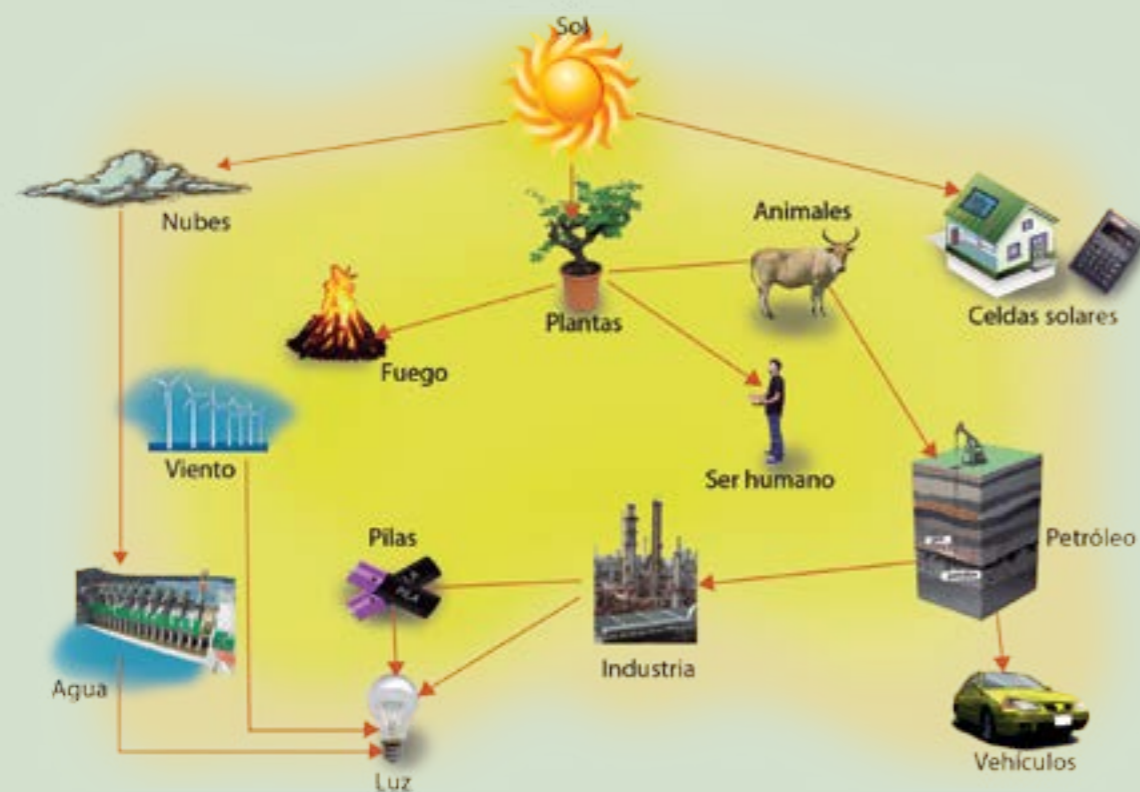 Sol
Nubes
Animales
Celdas solares
Plantas
Fuego
Viento
Ser humano
Pilas
Petróleo
Industria
Agua
Luz
Vehículos